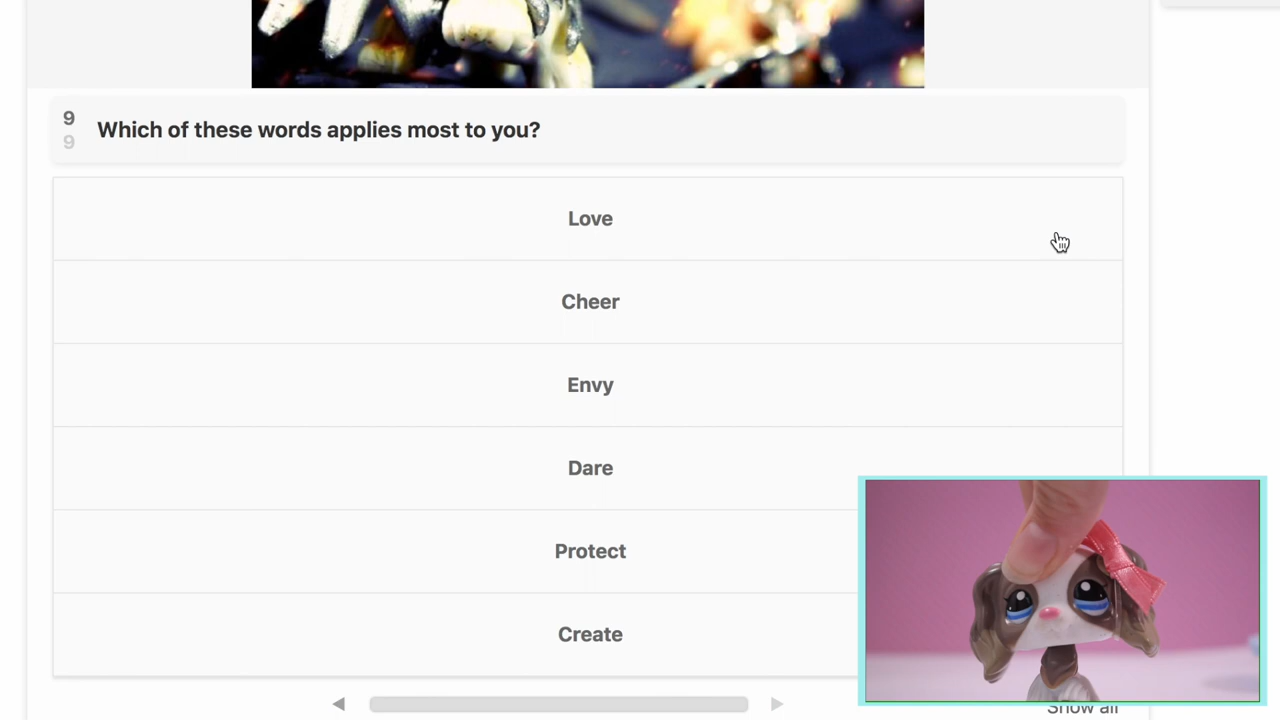 9
Which of these words applies most to you?
9
Love
Cheer
Envy
Dare
Protect
Create
Show all